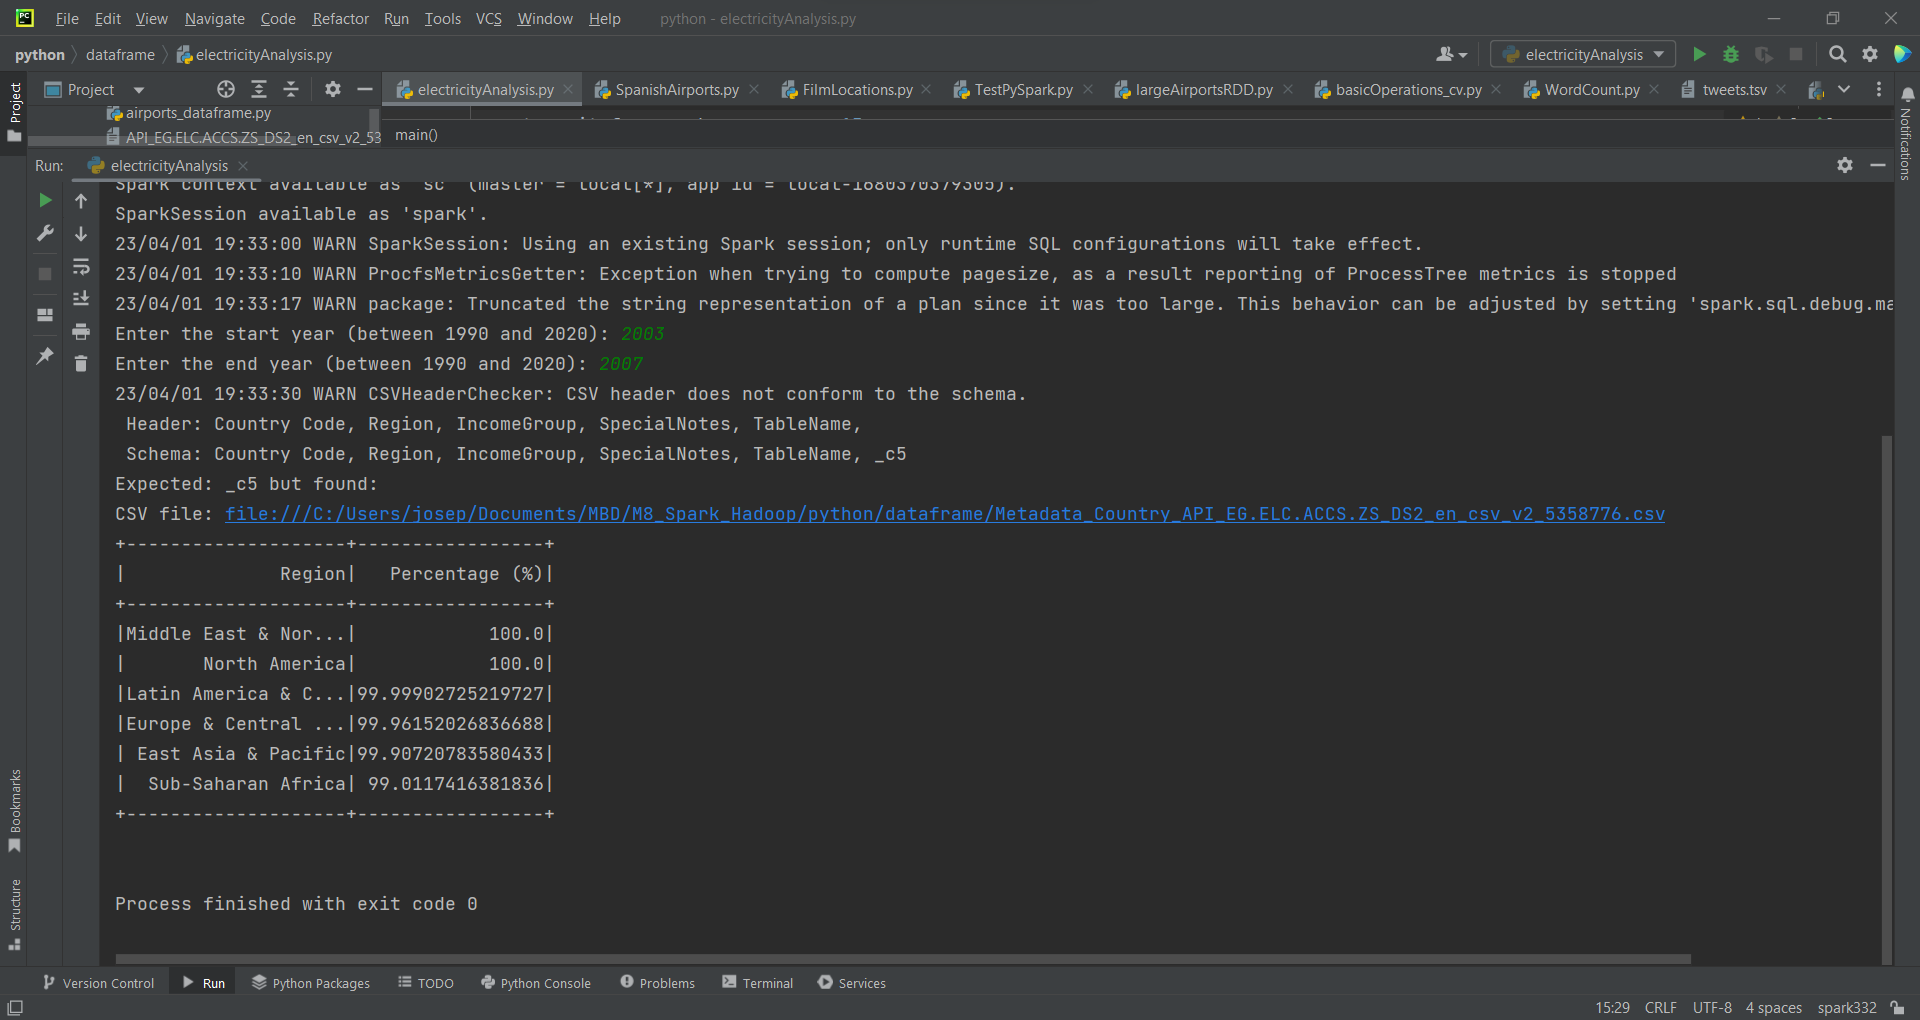 PC File Edit View Navigate Code Refactor Run Tools VCS Window Help python - electricityAnalysis.py
python dataframe electricityAnalysis.py electricityAnalysis
Project electricityAnalysis.py SpanishAirports.py FilmLocations.py TestPySpark.py largeAirportsRDD.py basicOperations_cv.py WordCount.py tweets.tsv
Project
Notifications
airports_dataframe.py
API_EG.ELC.ACCS.ZS_DS2_en_csv_v2_53
main()
Run: electricityAnalysis
Spark context available as 'sc' (master = local[*], app id = local-1680370379305).
SparkSession available as 'spark'.
23/04/01 19:33:00 WARN SparkSession: Using an existing Spark session; only runtime SQL configurations will take effect.
23/04/01 19:33:10 WARN ProcfsMetricsGetter: Exception when trying to compute pagesize, as a result reporting of ProcessTree metrics is stopped
23/04/01 19:33:17 WARN package: Truncated the string representation of a plan since it was too large. This behavior can be adjusted by setting 'spark.sql.debug.ma
Enter the start year (between 1990 and 2020): 2003
Enter the end year (between 1990 and 2020): 2007
23/04/01 19:33:30 WARN CSVHeaderChecker: CSV header does not conform to the schema.
 Header: Country Code, Region, IncomeGroup, SpecialNotes, TableName,
 Schema: Country Code, Region, IncomeGroup, SpecialNotes, TableName, _c5
Expected: _c5 but found:
CSV file: file:///C:/Users/josep/Documents/MBD/M8_Spark_Hadoop/python/dataframe/Metadata_Country_API_EG.ELC.ACCS.ZS_DS2_en_csv_v2_5358776.csv
+--------------------+-----------------+
|              Region|   Percentage (%)|
+--------------------+-----------------+
|Middle East & Nor...|            100.0|
|       North America|            100.0|
|Latin America & C...|99.99902725219727|
|Europe & Central ...|99.96152026836688|
| East Asia & Pacific|99.90720783580433|
|  Sub-Saharan Africa| 99.0117416381836|
+--------------------+-----------------+
Process finished with exit code 0
Bookmarks
Structure
Version Control Run Python Packages TODO Python Console Problems Terminal Services
15:29 CRLF UTF-8 4 spaces spark332